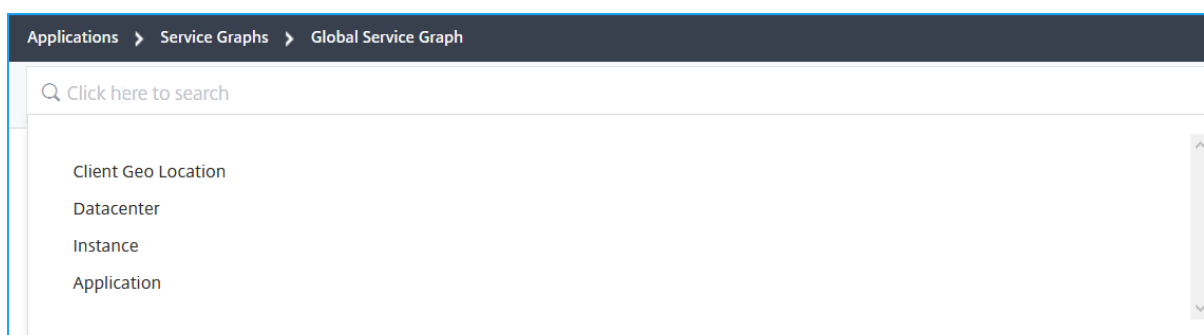 Applications > Service Graphs > Global Service Graph
Click here to search
Client Geo Location
Datacenter
Instance
Application